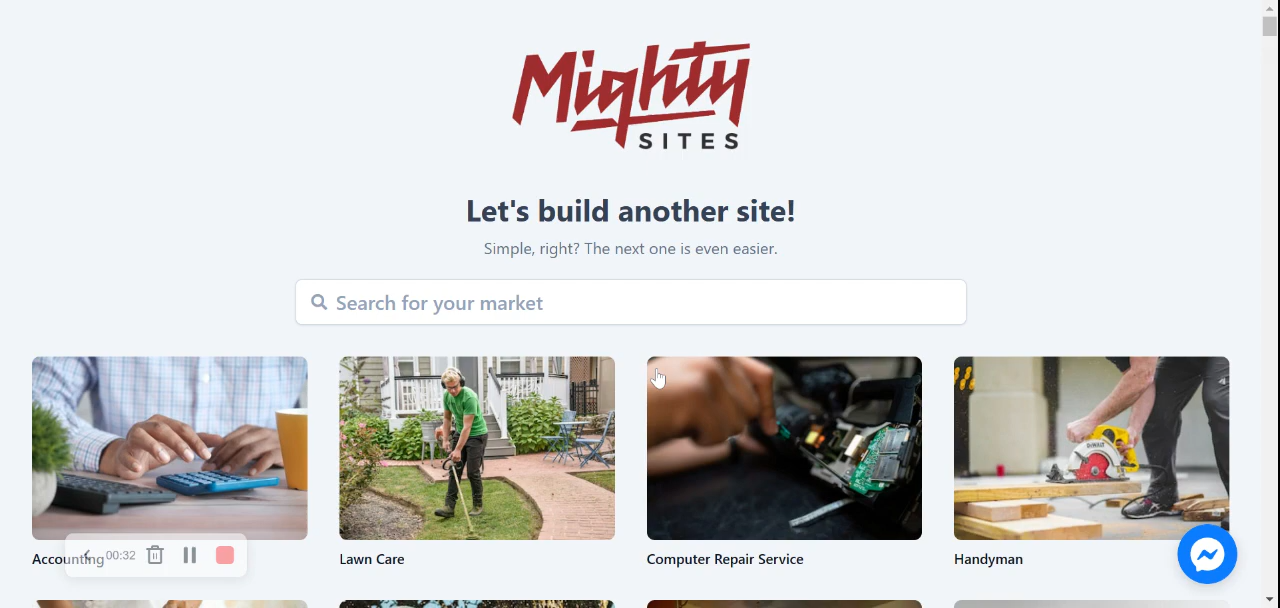 Mighty
SITES
Let's build another site!
Simple, right? The next one is even easier.
Search for your market
DEWALT
Accounting
00:32
Lawn Care
Computer Repair Service
Handyman